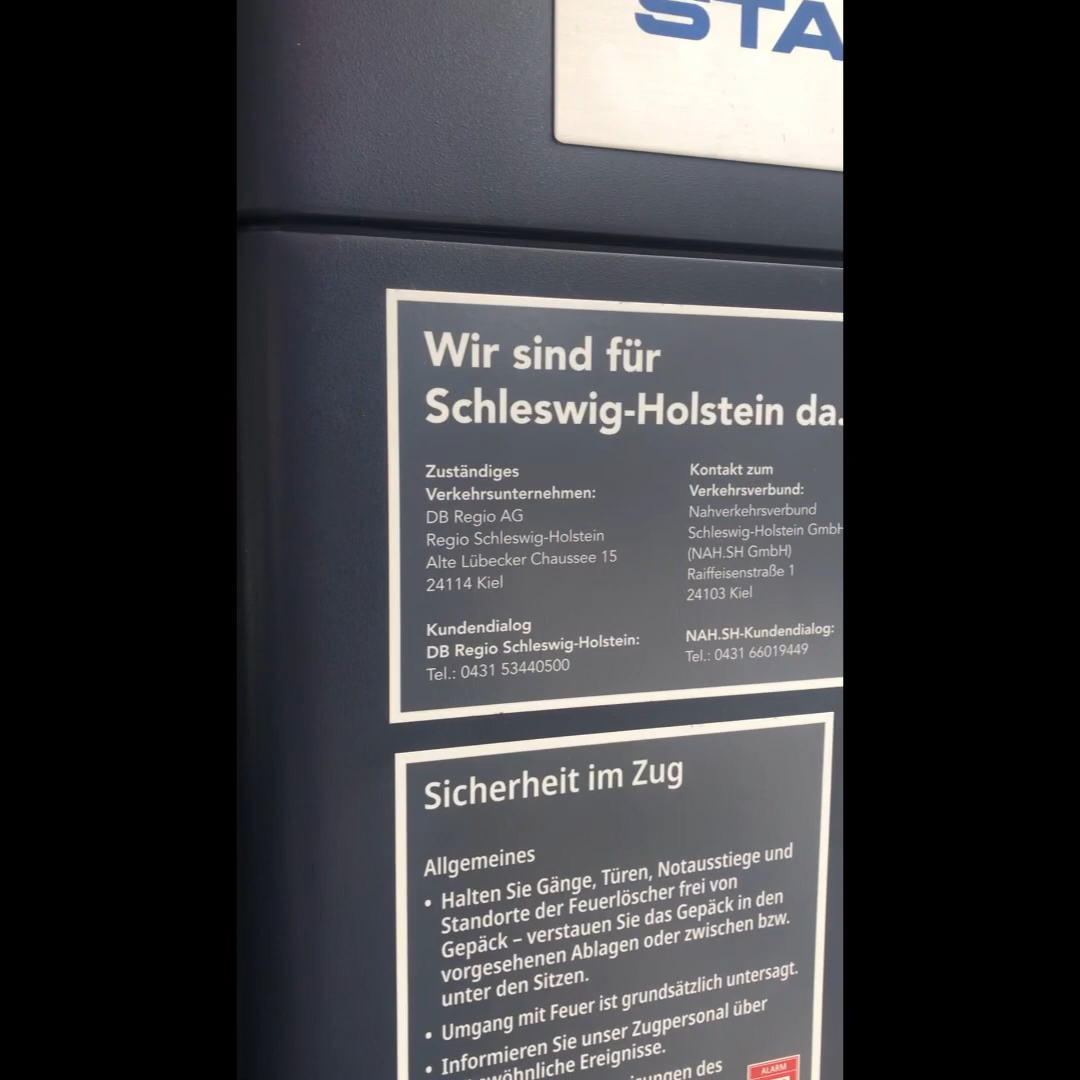 STA
Wir sind für
Schleswig-Holstein da.
Zuständiges
Verkehrsunternehmen:
DB Regio AG
Regio Schleswig-Holstein
Alte Lübecker Chaussee 15
24114 Kiel
Kundendialog
DB Regio Schleswig-Holstein:
Tel.: 0431 53440500
Kontakt zum
Verkehrsverbund:
Nahverkehrsverbund
Schleswig-Holstein GmbH
(NAH.SH GmbH)
Raiffeisenstraße 1
24103 Kiel
NAH.SH-Kundendialog:
Tel.: 0431 66019449
Sicherheit im Zug
Allgemeines
• Halten Sie Gänge, Türen, Notausstiege und
Standorte der Feuerlöscher frei von
Gepäck – verstauen Sie das Gepäck in den
vorgesehenen Ablagen oder zwischen bzw.
unter den Sitzen.
• Umgang mit Feuer ist grundsätzlich untersagt.
• Informieren Sie unser Zugpersonal über
Ereignisse.
des
ALARM